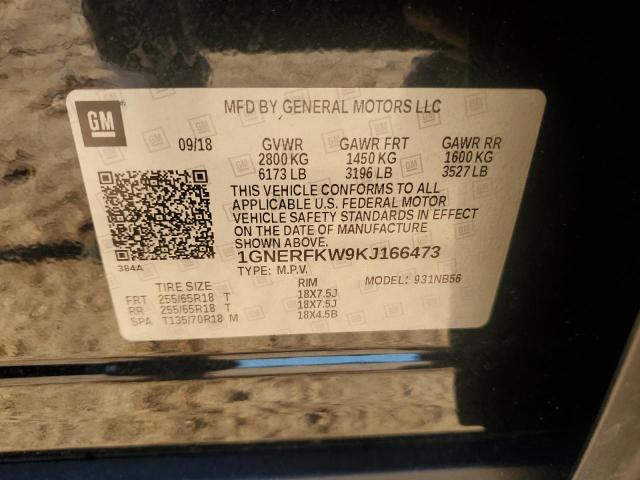 GM
MFD BY GENERAL MOTORS LLC
09/18 GVWR GAWR FRT GAWR RR
2800 KG 1450 KG 1600 KG
6173 LB 3196 LB 3527 LB
THIS VEHICLE CONFORMS TO ALL
APPLICABLE U.S. FEDERAL MOTOR
VEHICLE SAFETY STANDARDS IN EFFECT
ON THE DATE OF MANUFACTURE
SHOWN ABOVE.
384A
1GNERFKW9KJ166473
TYPE: M.P.V. MODEL: 931NB56
TIRE SIZE RIM
FRT 255/65R18 T 18X7.5J
RR 255/65R18 T 18X7.5J
SPA T135/70R18 M 18X4.5B